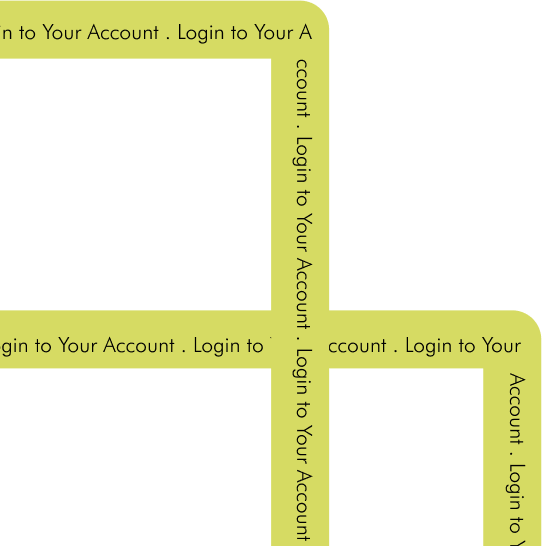 in to Your Account . Login to Your A
ccount . Login to Your Account . Login to Your Account
gin to Your Account . Login to
ccount . Login to Your
Account . Login to